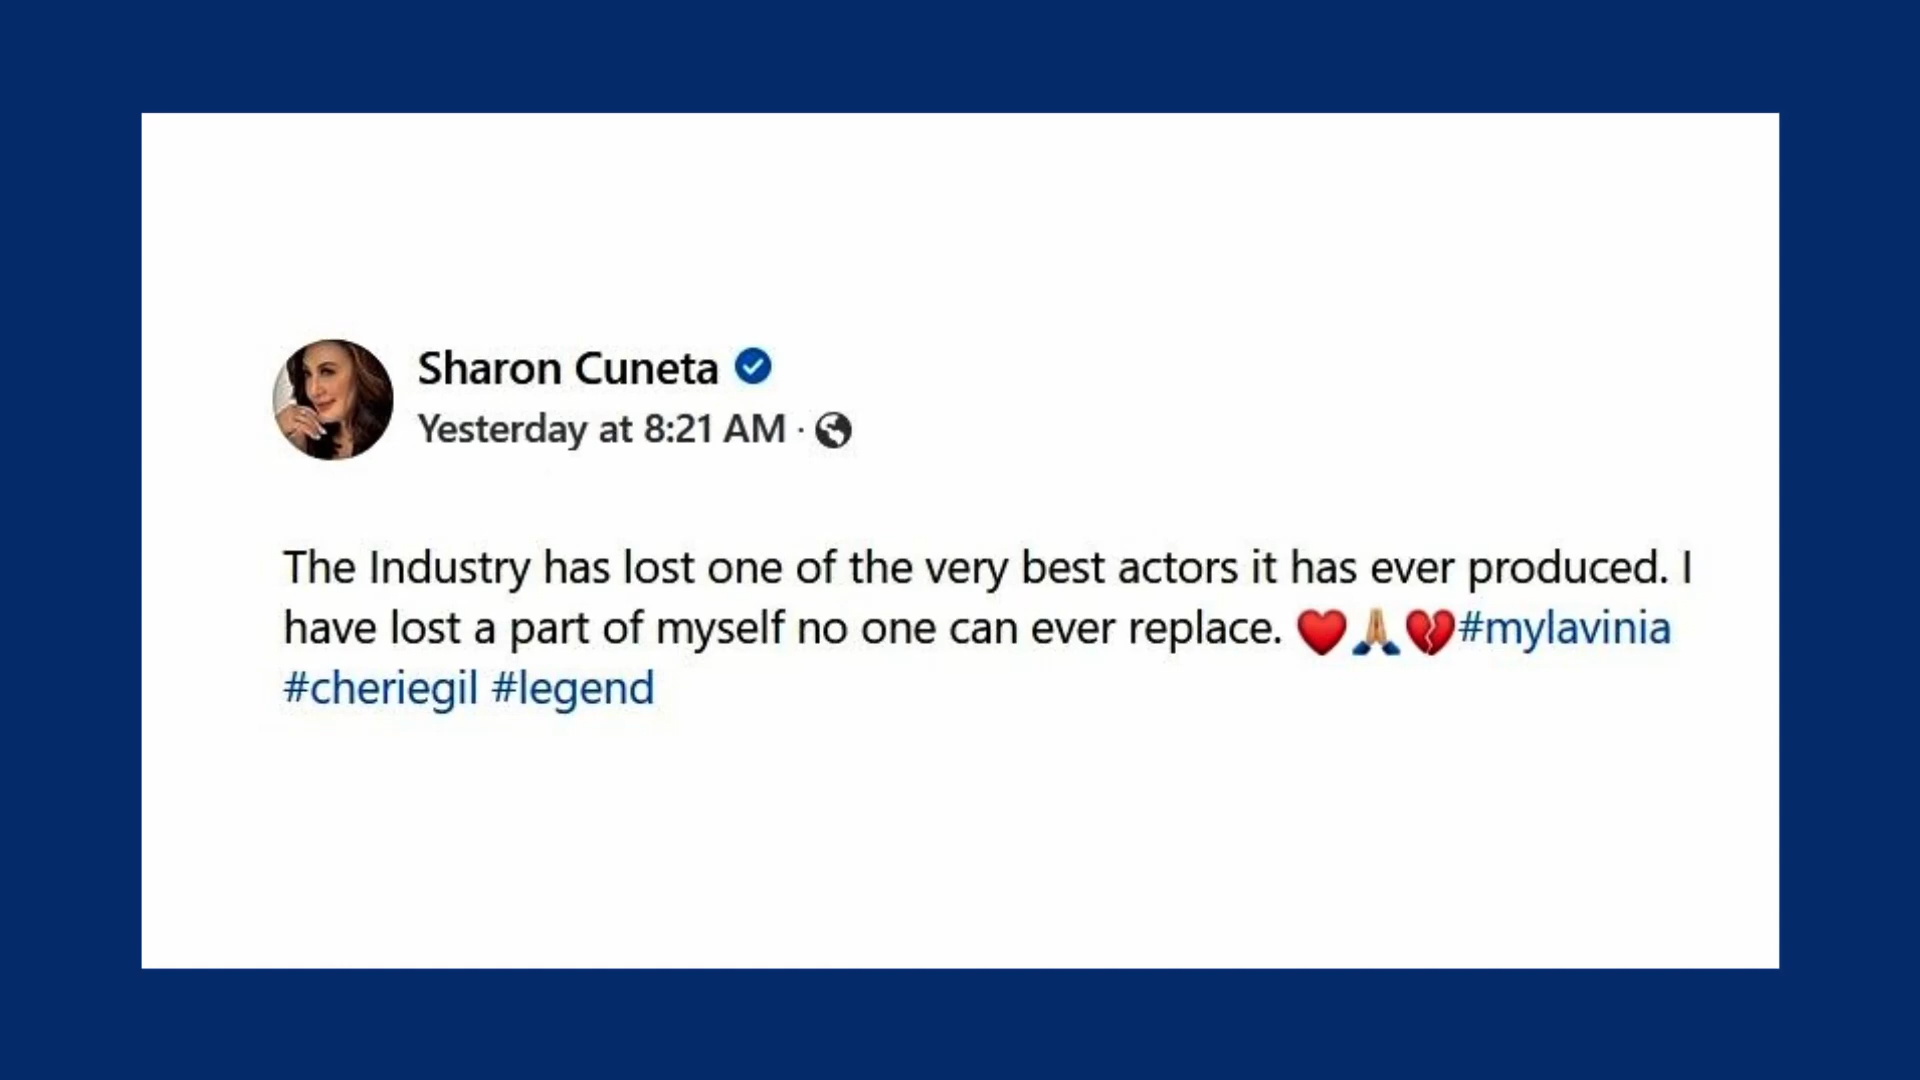 Sharon Cuneta
Yesterday at 8:21 AM ·
The Industry has lost one of the very best actors it has ever produced. I
have lost a part of myself no one can ever replace. ❤️🙏🏼💔#mylavinia
#cheriegil #legend